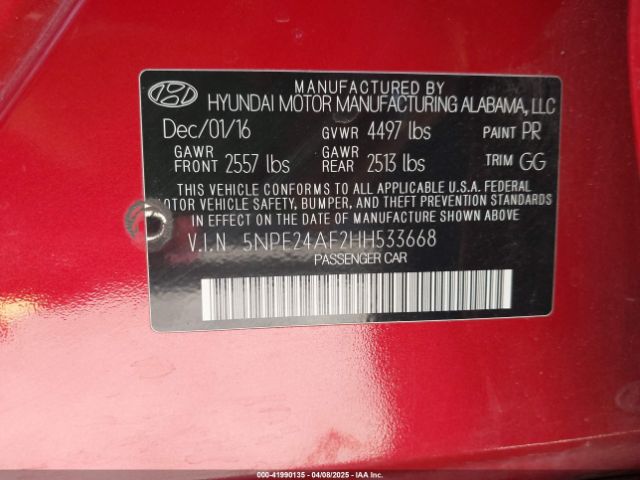 MANUFACTURED BY
HYUNDAI MOTOR MANUFACTURING ALABAMA, LLC
Dec/01/16 GVWR 4497 lbs PAINT PR
GAWR FRONT 2557 lbs GAWR REAR 2513 lbs TRIM GG
THIS VEHICLE CONFORMS TO ALL APPLICABLE U.S.A. FEDERAL
MOTOR VEHICLE SAFETY, BUMPER, AND THEFT PREVENTION STANDARDS
IN EFFECT ON THE DATE OF MANUFACTURE SHOWN ABOVE.
V.I.N 5NPE24AF2HH533668
PASSENGER CAR
000-41990135 - 04/08/2025 - IAAI.COM